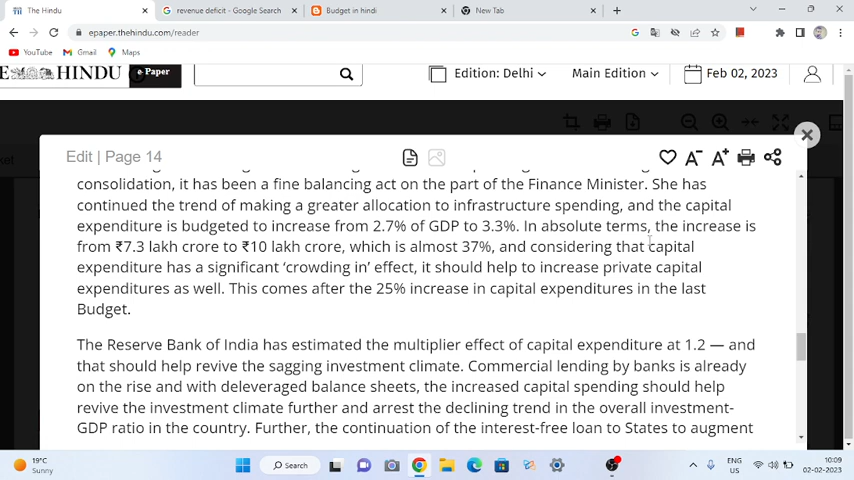 The Hindu
revenue deficit - Google Search
Budget in hindi
New Tab
epaper.thehindu.com/reader
YouTube
Gmail
Maps
E HINDU
e-Paper
Edition: Delhi
Main Edition
Feb 02, 2023
Edit | Page 14
A-
A+
consolidation, it has been a fine balancing act on the part of the Finance Minister. She has
continued the trend of making a greater allocation to infrastructure spending, and the capital
expenditure is budgeted to increase from 2.7% of GDP to 3.3%. In absolute terms, the increase is
from ₹7.3 lakh crore to ₹10 lakh crore, which is almost 37%, and considering that capital
expenditure has a significant ‘crowding in’ effect, it should help to increase private capital
expenditures as well. This comes after the 25% increase in capital expenditures in the last
Budget.
The Reserve Bank of India has estimated the multiplier effect of capital expenditure at 1.2 — and
that should help revive the sagging investment climate. Commercial lending by banks is already
on the rise and with deleveraged balance sheets, the increased capital spending should help
revive the investment climate further and arrest the declining trend in the overall investment-
GDP ratio in the country. Further, the continuation of the interest-free loan to States to augment
19°C
Sunny
Search
ENG
US
10:09
02-02-2023